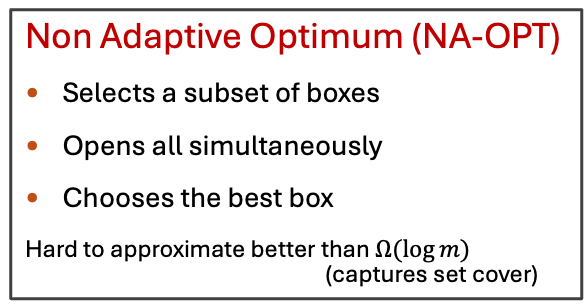 Non Adaptive Optimum (NA-OPT)
• Selects a subset of boxes
• Opens all simultaneously
• Chooses the best box
Hard to approximate better than Ω(log m)
(captures set cover)